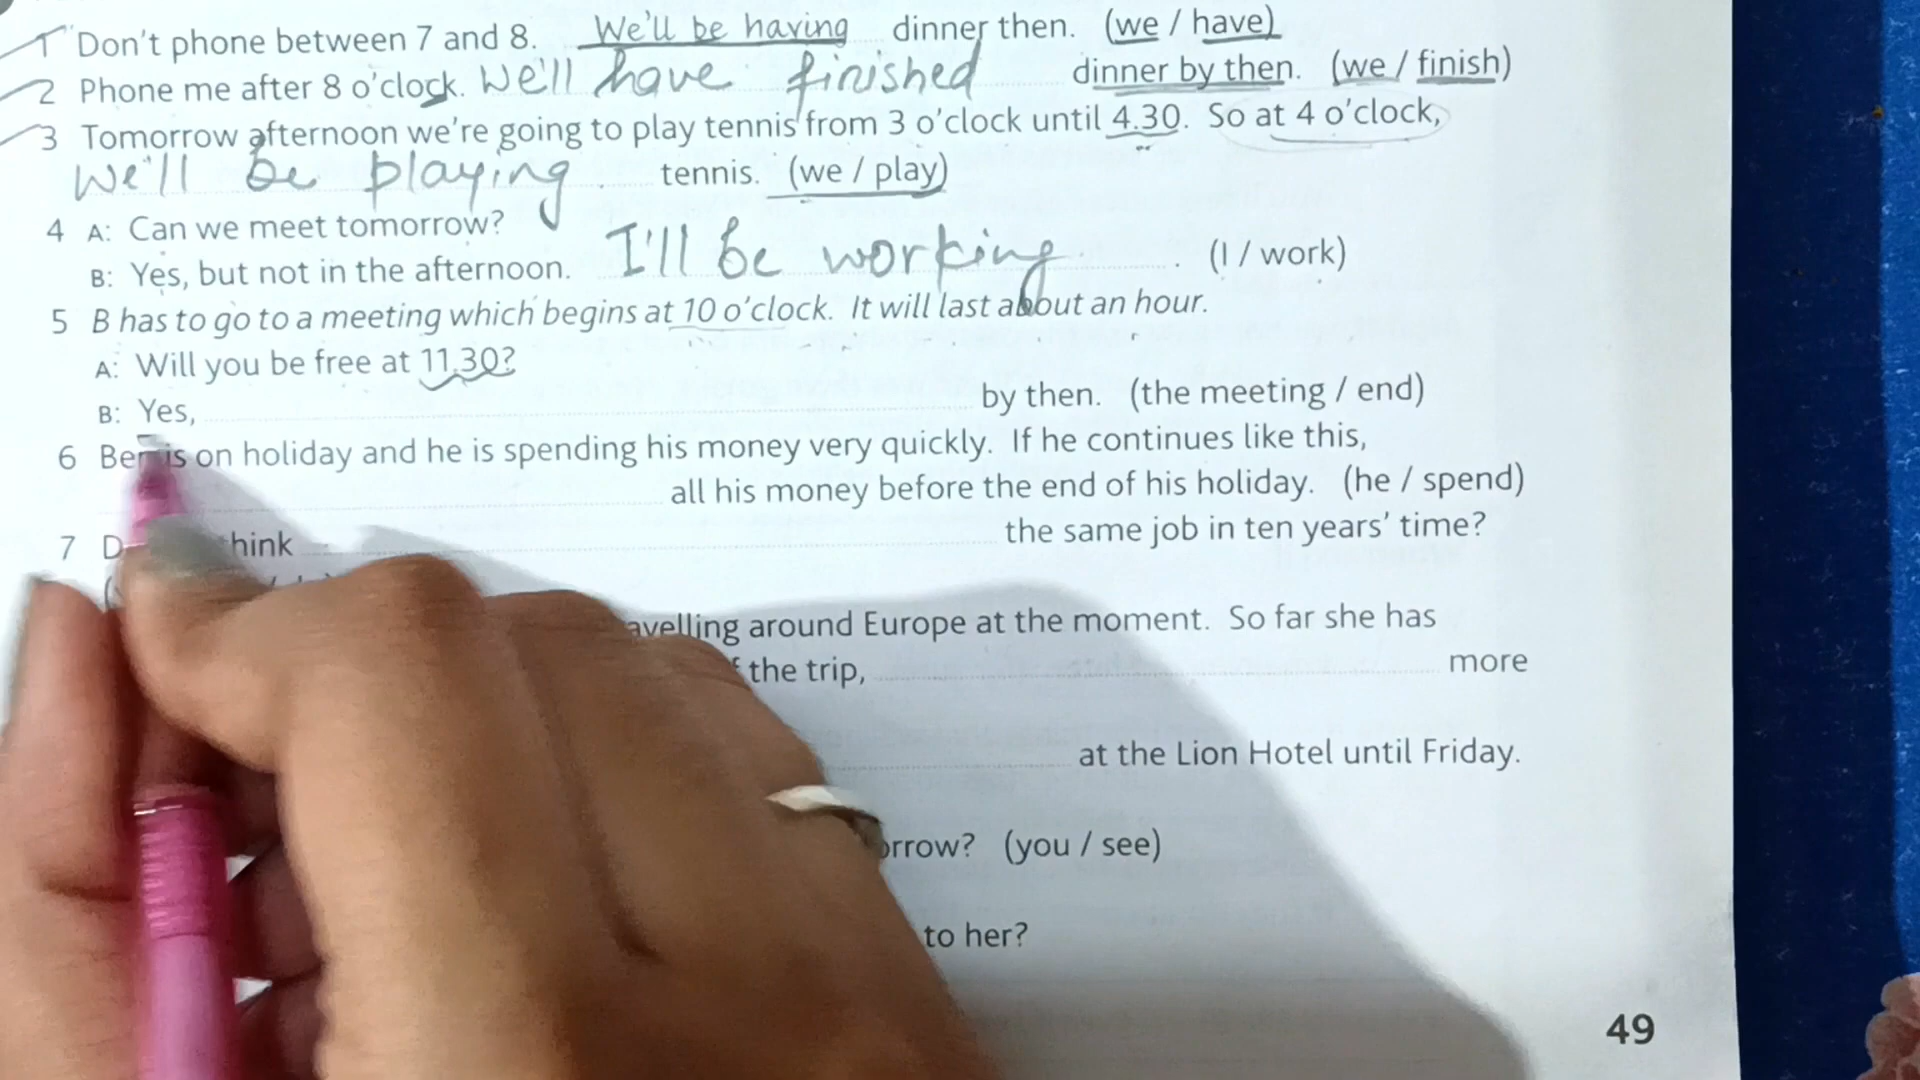 1 Don't phone between 7 and 8. We'll be having dinner then. (we / have)
2 Phone me after 8 o'clock. We'll have finished dinner by then. (we / finish)
3 Tomorrow afternoon we're going to play tennis from 3 o'clock until 4.30. So at 4 o'clock,
We'll be playing tennis. (we / play)
4 A: Can we meet tomorrow?
B: Yes, but not in the afternoon. I'll be working . (I / work)
5 B has to go to a meeting which begins at 10 o'clock. It will last about an hour.
A: Will you be free at 11.30?
B: Yes, by then. (the meeting / end)
6 is on holiday and he is spending his money very quickly. If he continues like this,
all his money before the end of his holiday. (he / spend)
7 the same job in ten years' time?
around Europe at the moment. So far she has
the trip, more
at the Lion Hotel until Friday.
(you / see)
to her?
49